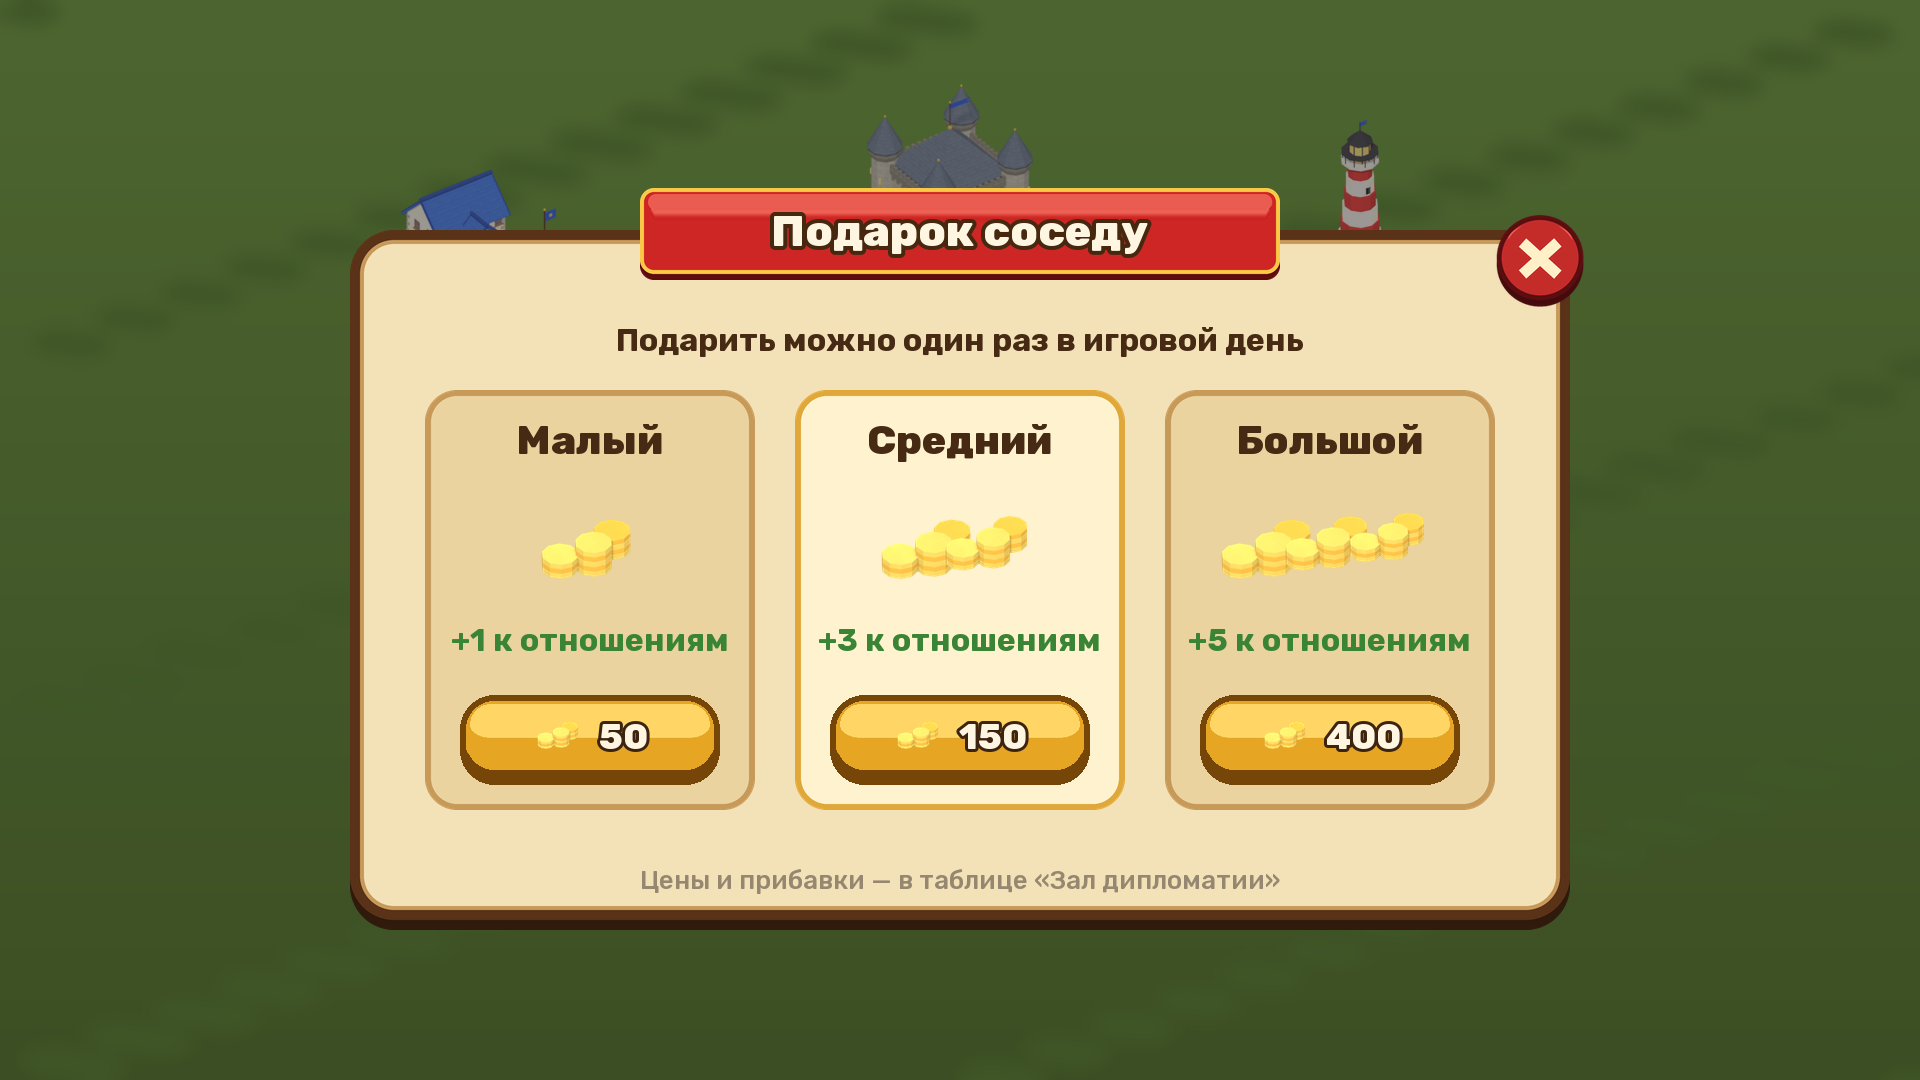 Подарок соседу
Подарить можно один раз в игровой день
Малый
Средний
Большой
+1 к отношениям
+3 к отношениям
+5 к отношениям
50
150
400
Цены и прибавки — в таблице «Зал дипломатии»